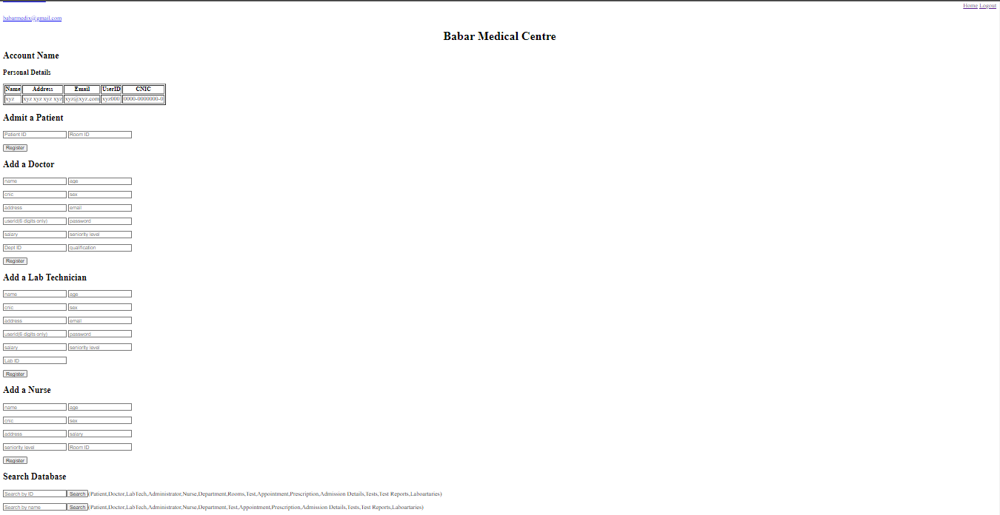 Home Logout
babarmedix@gmail.com
Babar Medical Centre
Account Name
Personal Details
Name Address Email UserID CNIC
xyz xyz xyz xyz xyz xyz@xyz.com xyz000 0000-0000000-0
Admit a Patient
Patient ID Room ID
Register
Add a Doctor
name age
cnic sex
address email
userid(6 digits only) password
salary seniority level
Dept ID qualification
Register
Add a Lab Technician
name age
cnic sex
address email
userid(6 digits only) password
salary seniority level
Lab ID
Register
Add a Nurse
name age
cnic sex
address salary
seniority level Room ID
Register
Search Database
Search by ID Search (Patient,Doctor,LabTech,Administrator,Nurse,Department,Rooms,Test,Appointment,Prescription,Admission Details,Tests,Test Reports,Laboartaries)
Search by name Search (Patient,Doctor,LabTech,Administrator,Nurse,Department,Test,Appointment,Prescription,Admission Details,Tests,Test Reports,Laboartaries)